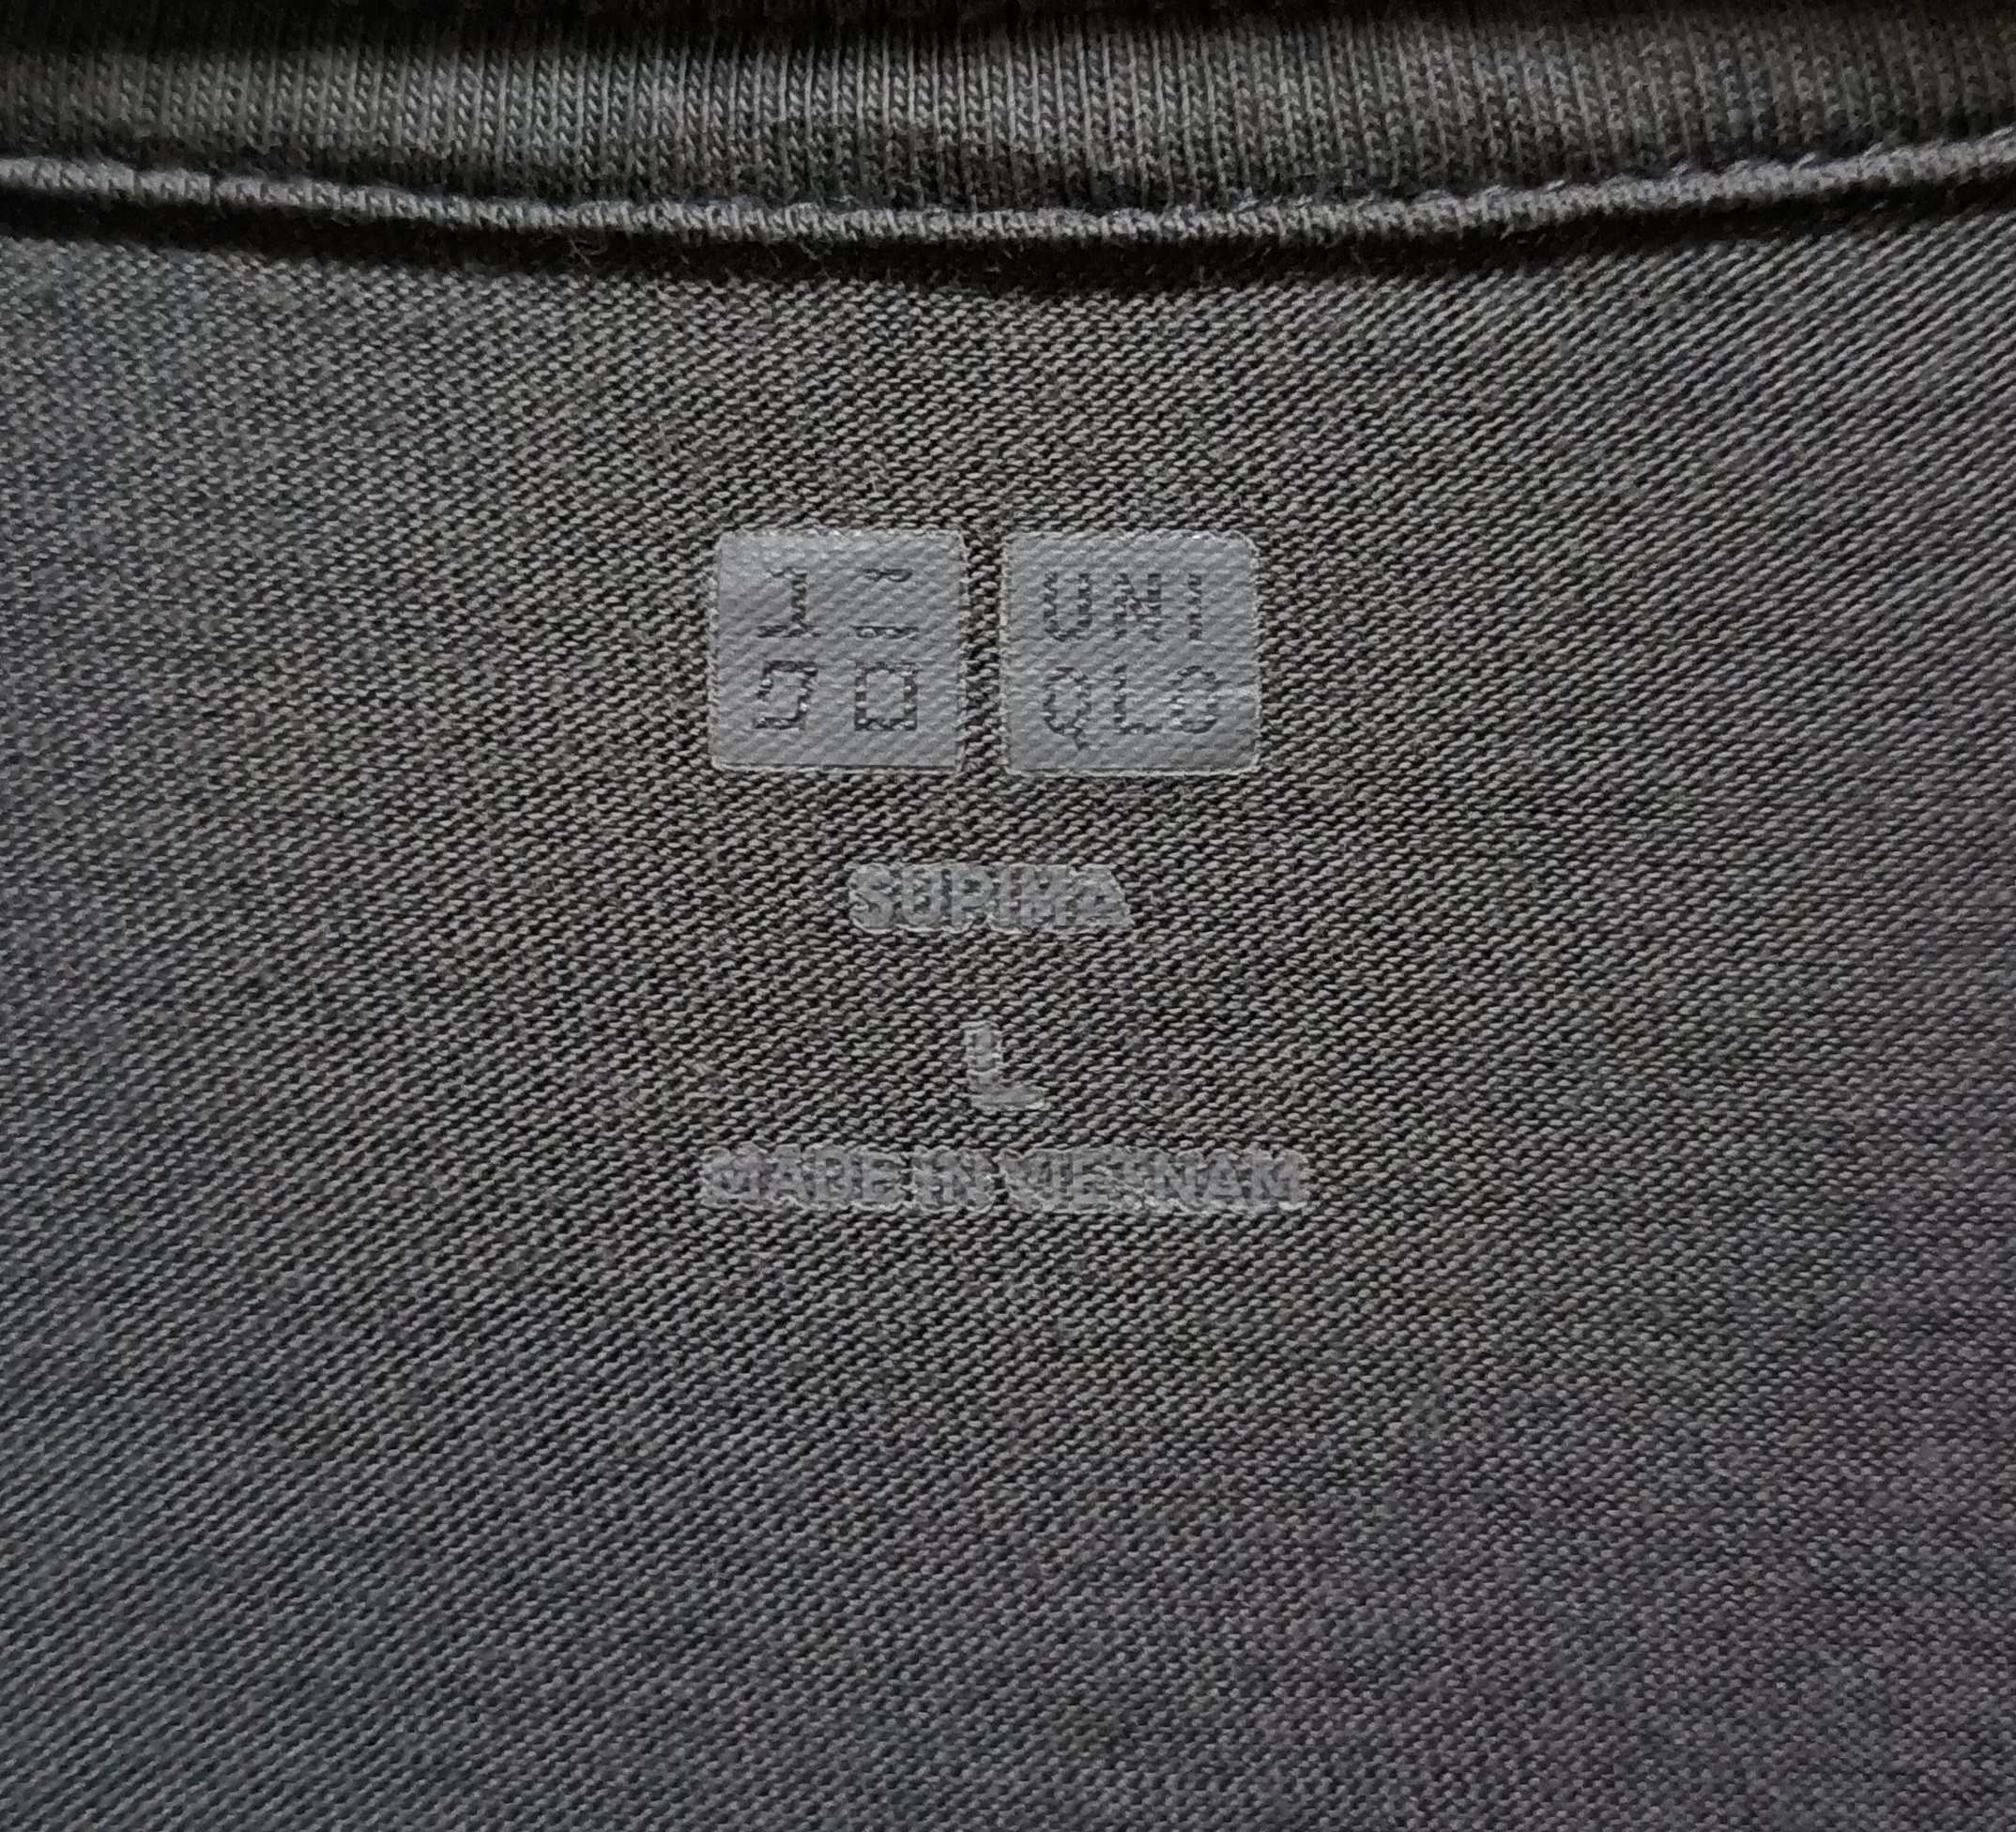 ユニ UNI
クロ QLO
SUPIMA
L
MADE IN VIETNAM